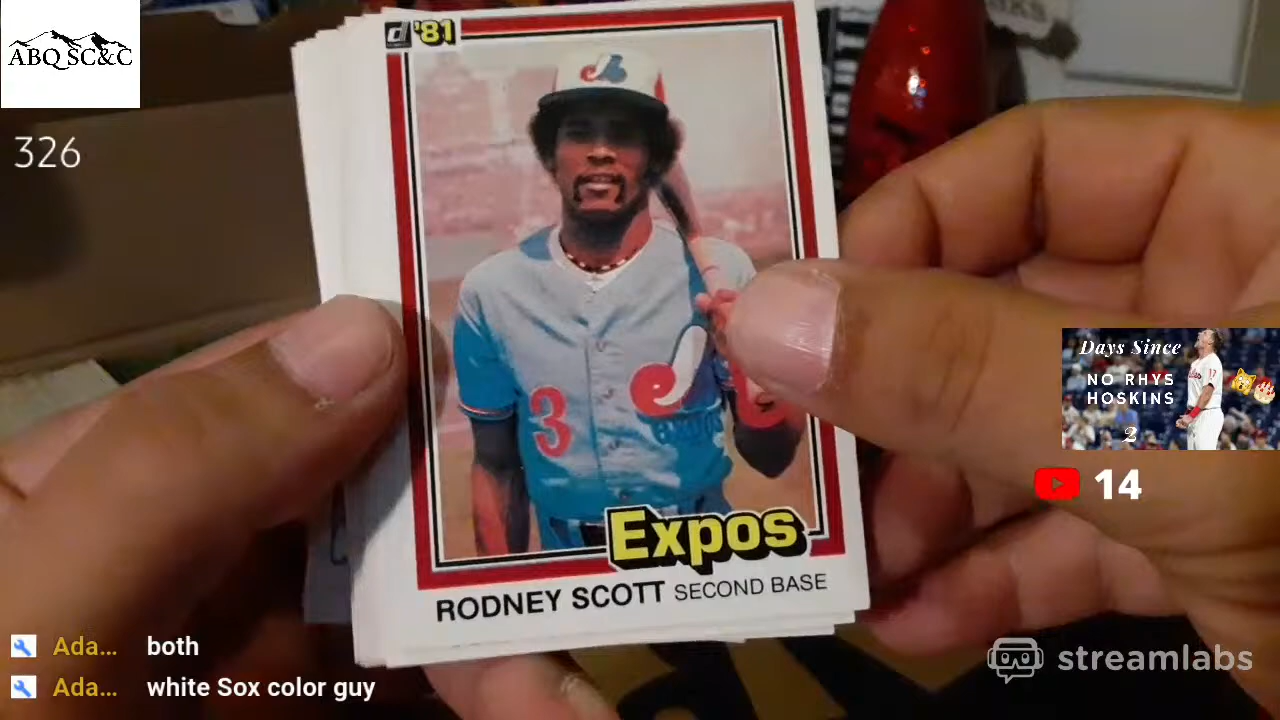 ABQ SC&C
326
d '81
3
Expos
RODNEY SCOTT SECOND BASE
Days Since
NO RHYS
HOSKINS
2
14
Ada... both
Ada... white Sox color guy
streamlabs